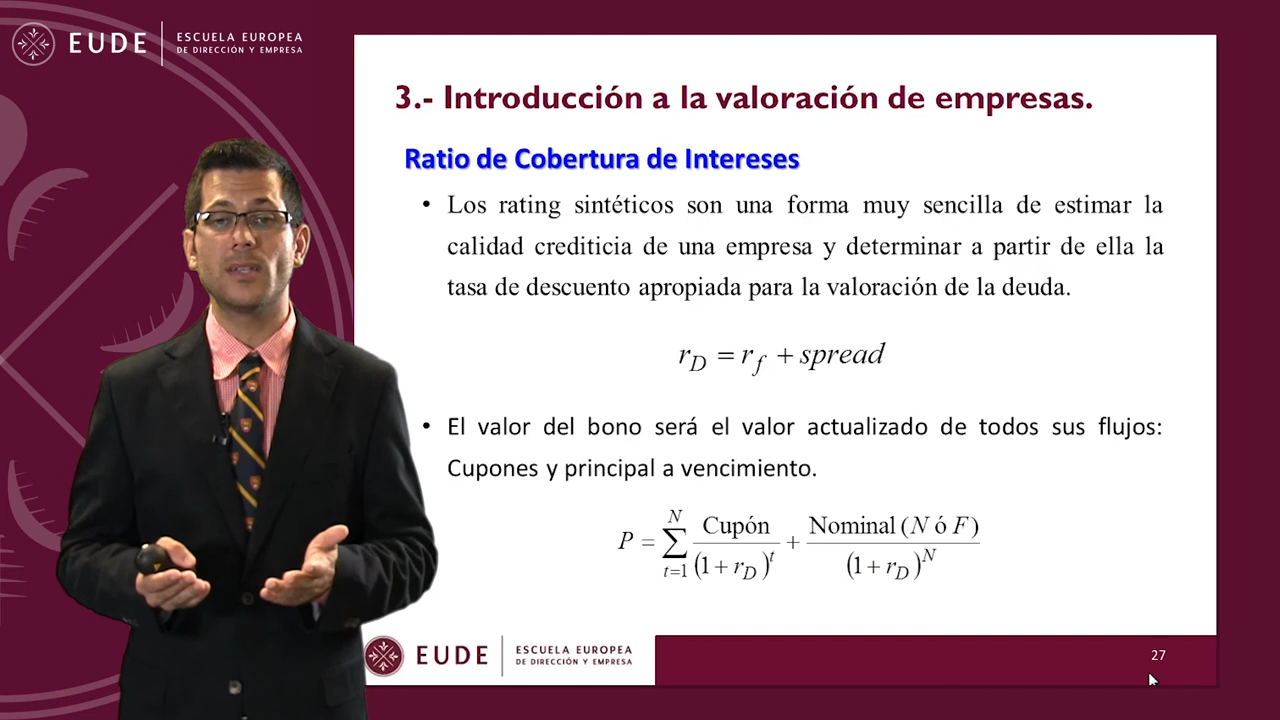 EUDE
ESCUELA EUROPEA
DE DIRECCIÓN Y EMPRESA
3.- Introducción a la valoración de empresas.
Ratio de Cobertura de Intereses
• Los rating sintéticos son una forma muy sencilla de estimar la
calidad crediticia de una empresa y determinar a partir de ella la
tasa de descuento apropiada para la valoración de la deuda.
r_D = r_f + spread
• El valor del bono será el valor actualizado de todos sus flujos:
Cupones y principal a vencimiento.
P = \sum_{t=1}^{N} \frac{Cupón}{(1 + r_D)^t} + \frac{Nominal (N ó F)}{(1 + r_D)^N}
EUDE
ESCUELA EUROPEA
DE DIRECCIÓN Y EMPRESA
27